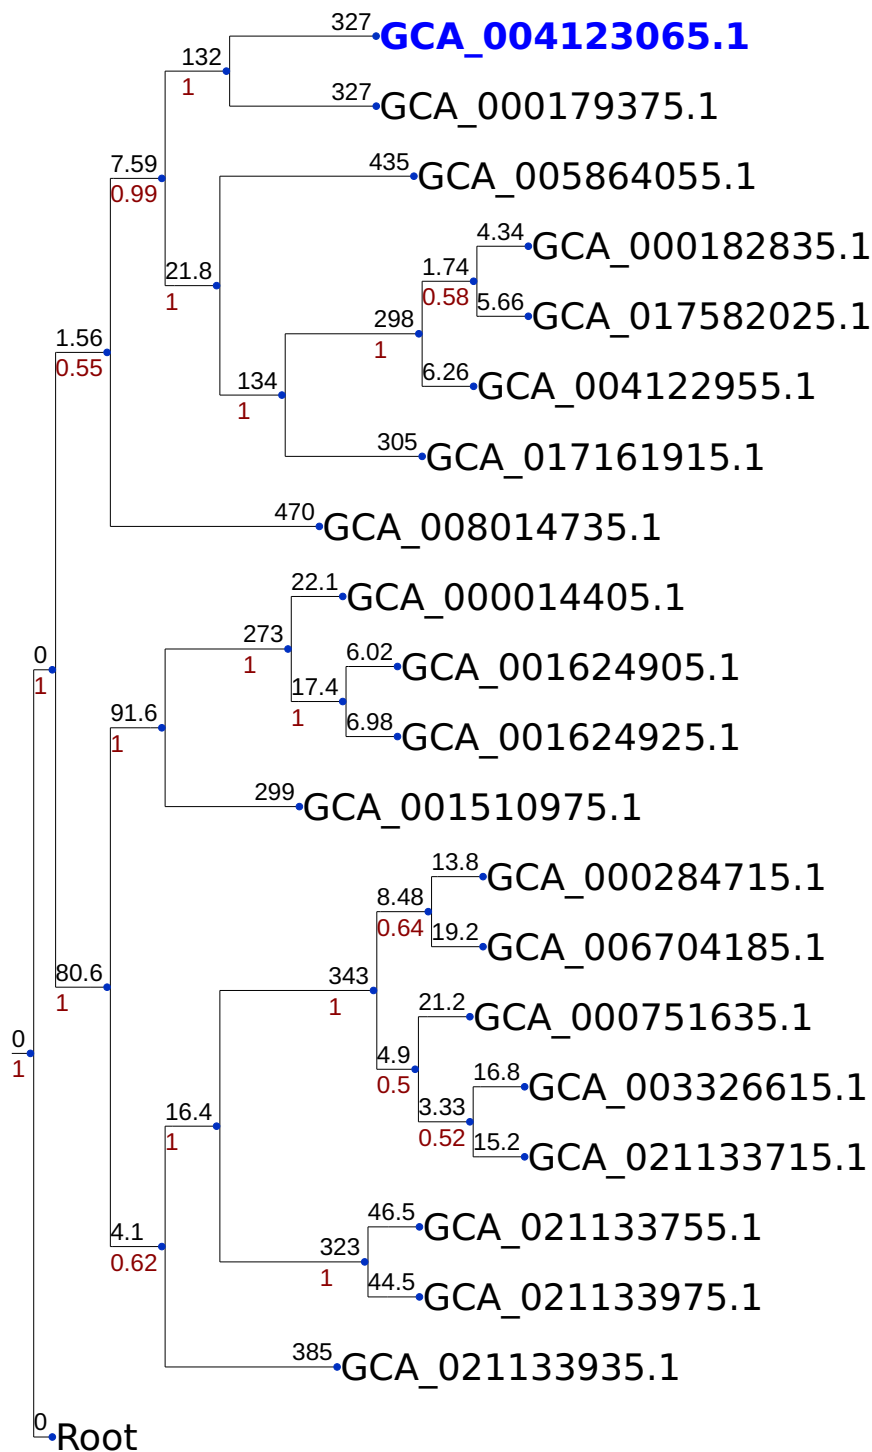 327 GCA_004123065.1
132
1
327 GCA_000179375.1
7.59
0.99
435 GCA_005864055.1
4.34 GCA_000182835.1
21.8
1
1.74
0.58
5.66 GCA_017582025.1
298
1
1.56
0.55
6.26 GCA_004122955.1
134
1
305 GCA_017161915.1
470 GCA_008014735.1
22.1 GCA_000014405.1
273
1
0
1
6.02 GCA_001624905.1
17.4
1
91.6
1
6.98 GCA_001624925.1
299 GCA_001510975.1
13.8 GCA_000284715.1
8.48
0.64
19.2 GCA_006704185.1
80.6
1
343
1
21.2 GCA_000751635.1
0
1
4.9
0.5
16.8 GCA_003326615.1
3.33
0.52
16.4
1
15.2 GCA_021133715.1
46.5 GCA_021133755.1
4.1
0.62
323
1
44.5 GCA_021133975.1
385 GCA_021133935.1
0 Root